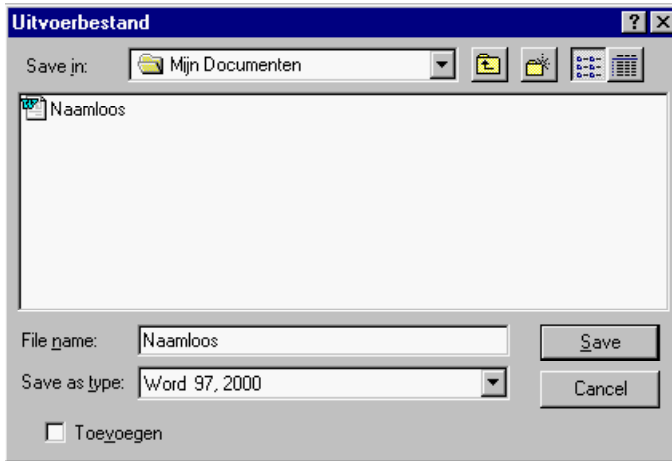 Uitvoerbestand
Save in: Mijn Documenten
Naamloos
File name: Naamloos Save
Save as type: Word 97, 2000 Cancel
Toevoegen